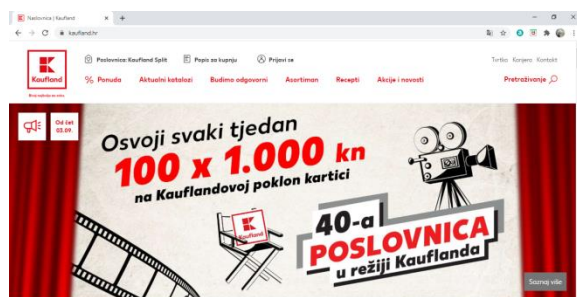 Naslovnica | Kaufland
kaufland.hr
Poslovnica: Kaufland Split Popis za kupnju Prijavi se
Tvrtka Karijera Kontakt
Kaufland
% Ponuda Aktualni katalozi Budimo odgovorni Asortiman Recepti Akcije i novosti Pretraživanje
Od čet
03.09.
Osvoji svaki tjedan
100 x 1.000 kn
na Kauflandovoj poklon kartici
Kaufland
40-a
POSLOVNICA
u režiji Kauflanda
Saznaj više